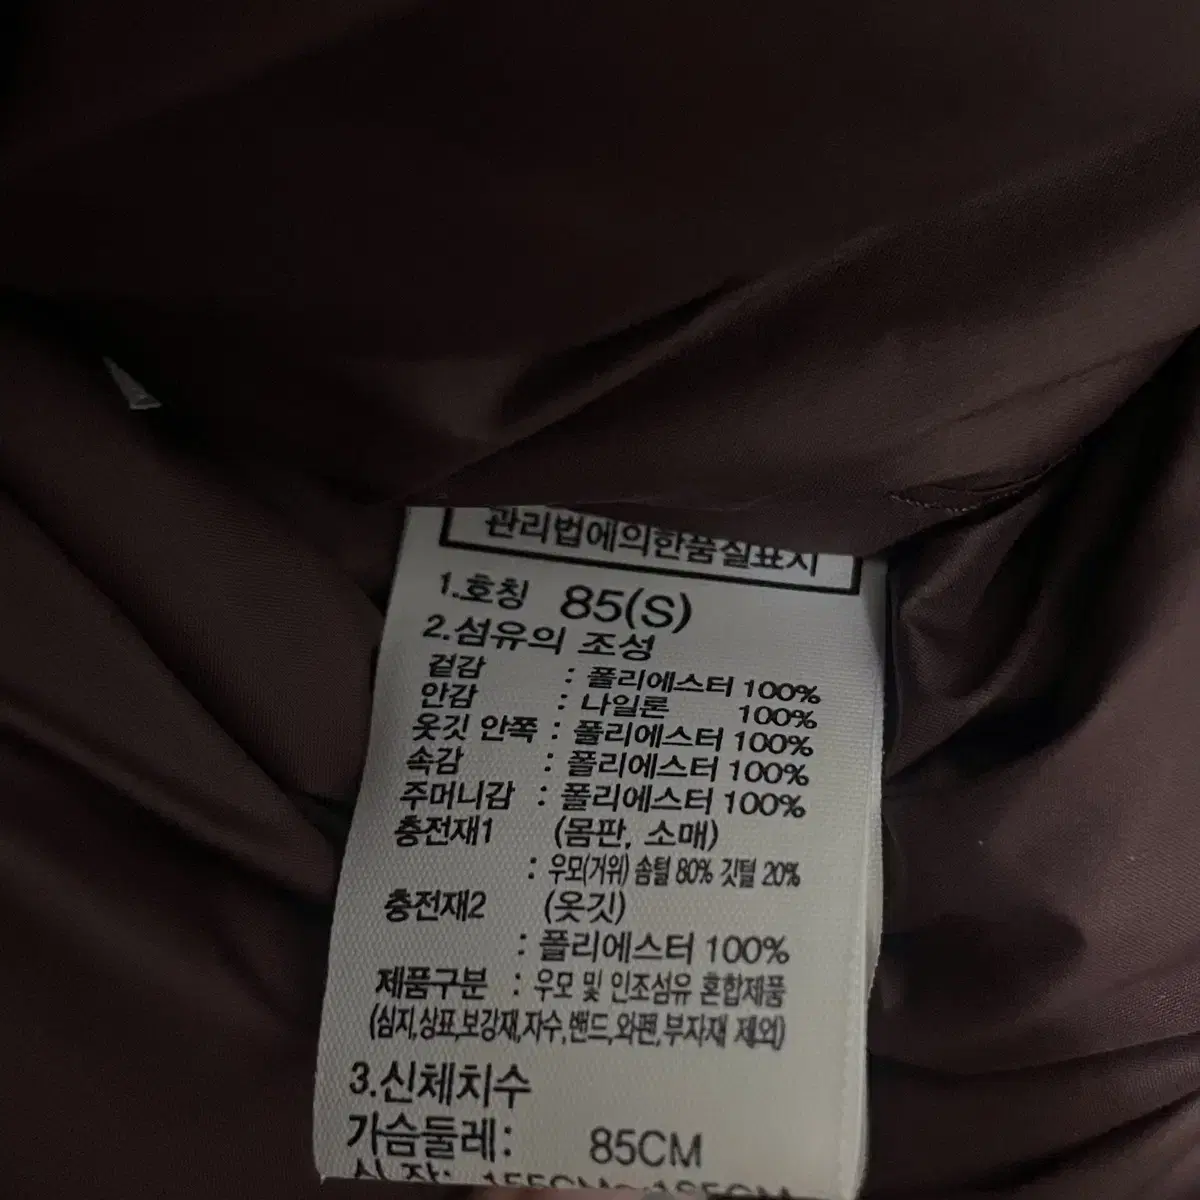 관리법에의한품질표시
1.호칭 85(S)
2.섬유의 조성
겉감 : 폴리에스터 100%
안감 : 나일론 100%
옷깃 안쪽 : 폴리에스터 100%
속감 : 폴리에스터 100%
주머니감 : 폴리에스터 100%
충전재1 (몸판, 소매)
: 우모(거위) 솜털 80% 깃털 20%
충전재2 (옷깃)
: 폴리에스터 100%
제품구분 : 우모 및 인조섬유 혼합제품
(심지,상표,보강재,자수,밴드,와펜,부자재 제외)
3.신체치수
가슴둘레: 85CM